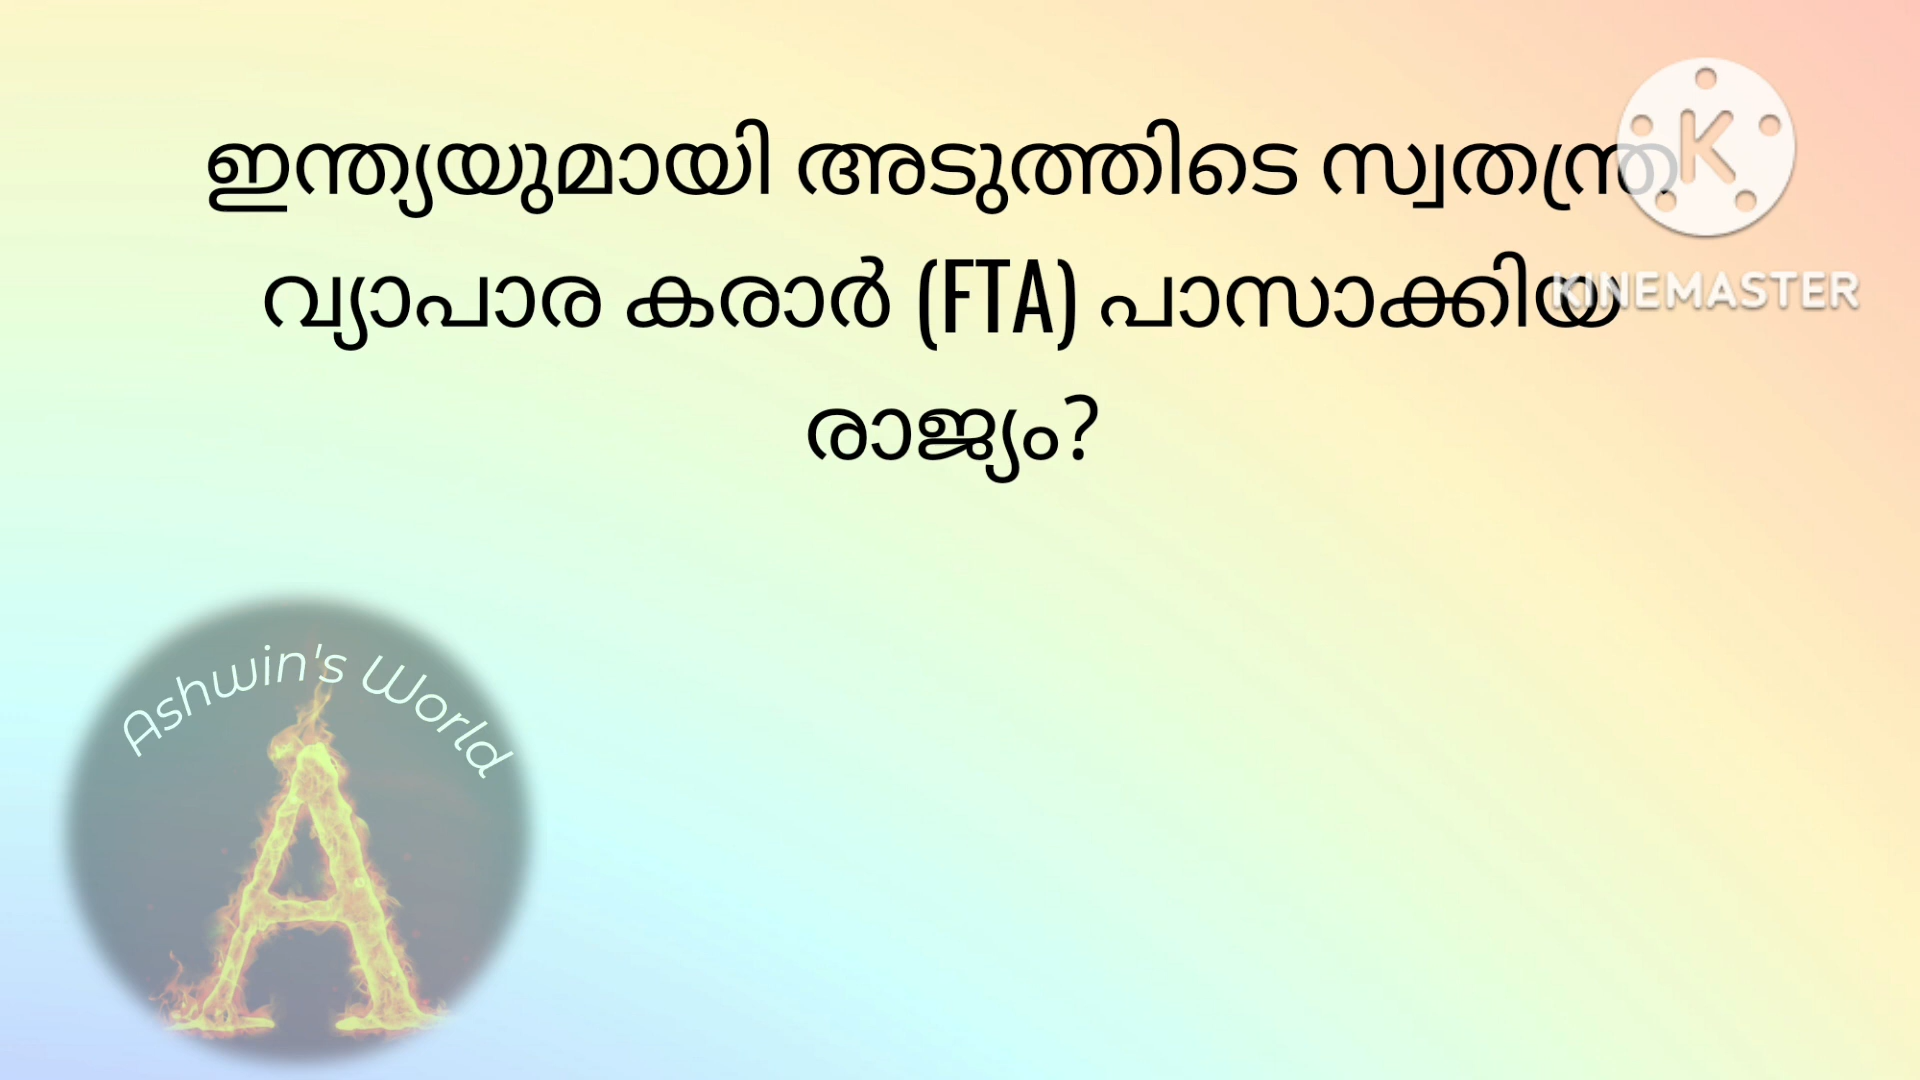 ഇന്ത്യയുമായി അടുത്തിടെ സ്വതന്ത്ര
വ്യാപാര കരാർ (FTA) പാസാക്കിയ
രാജ്യം?
KINEMASTER
Ashwin's World
A